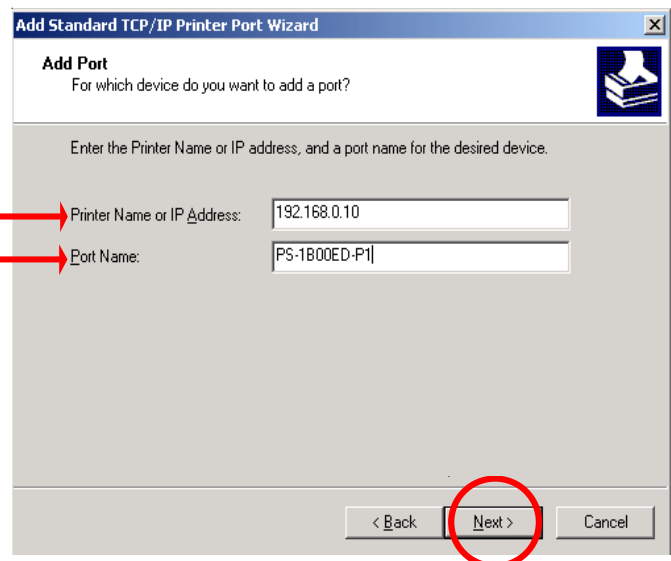 Add Standard TCP/IP Printer Port Wizard
Add Port
For which device do you want to add a port?
Enter the Printer Name or IP address, and a port name for the desired device.
Printer Name or IP Address: 192.168.0.10
Port Name: PS-1B00ED-P1
< Back Next > Cancel